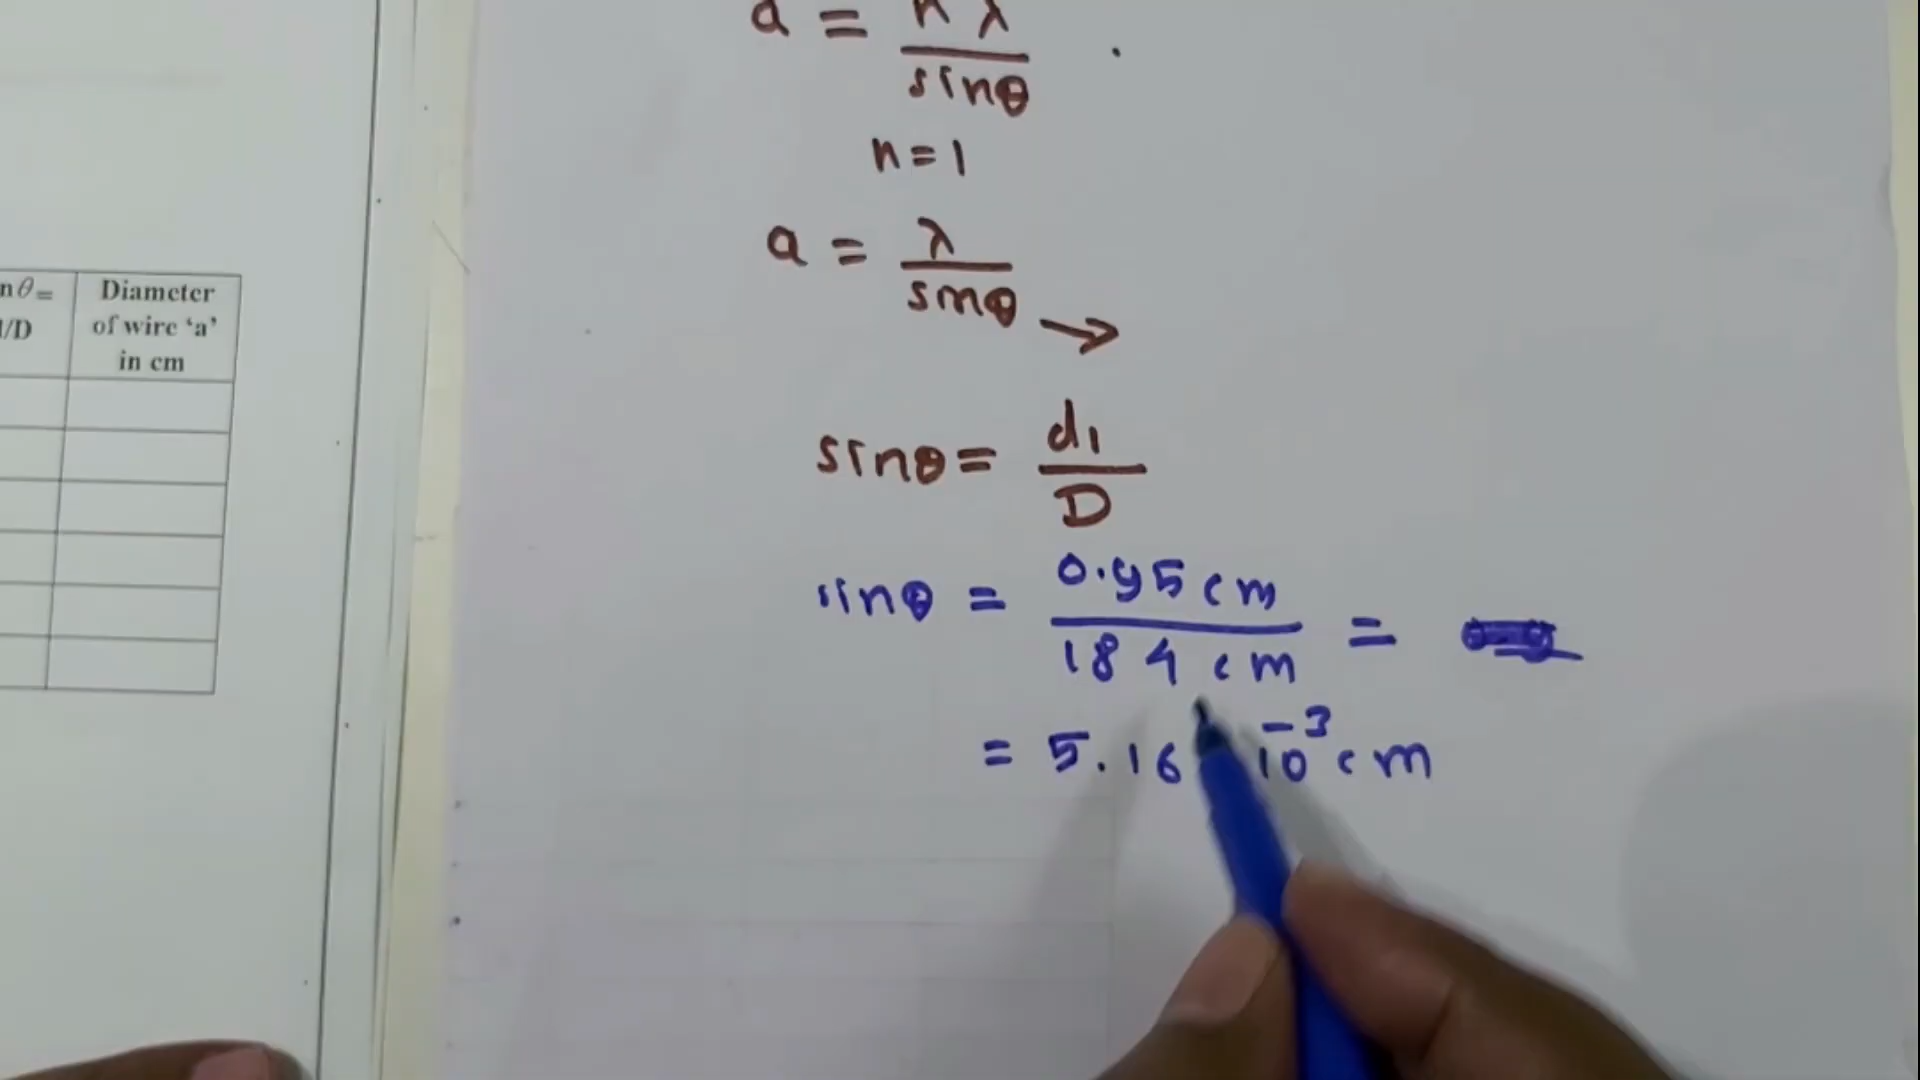 a = nλ
sinθ
n = 1
a = λ
sinθ →
sinθ = d1
D
sinθ = 0.95 cm
184 cm =
= 5.16 10⁻³ cm
nθ=
/D
Diameter
of wire ‘a’
in cm